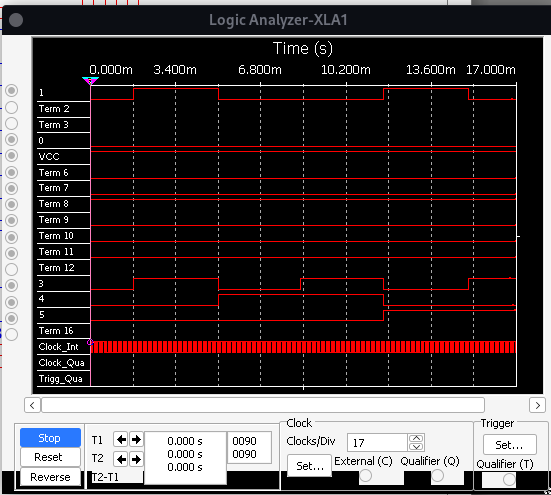 Logic Analyzer-XLA1
Time (s)
0.000m 3.400m 6.800m 10.200m 13.600m 17.000m
1
Term 2
Term 3
0
VCC
Term 6
Term 7
Term 8
Term 9
Term 10
Term 11
Term 12
3
4
5
Term 16
Clock_Int
Clock_Qua
Trigg_Qua
Stop
Reset
Reverse
T1
T2
T2-T1
0.000 s
0.000 s
0.000 s
0090
0090
Clock
Clocks/Div 17
Set...
External (C)
Qualifier (Q)
Trigger
Set...
Qualifier (T)